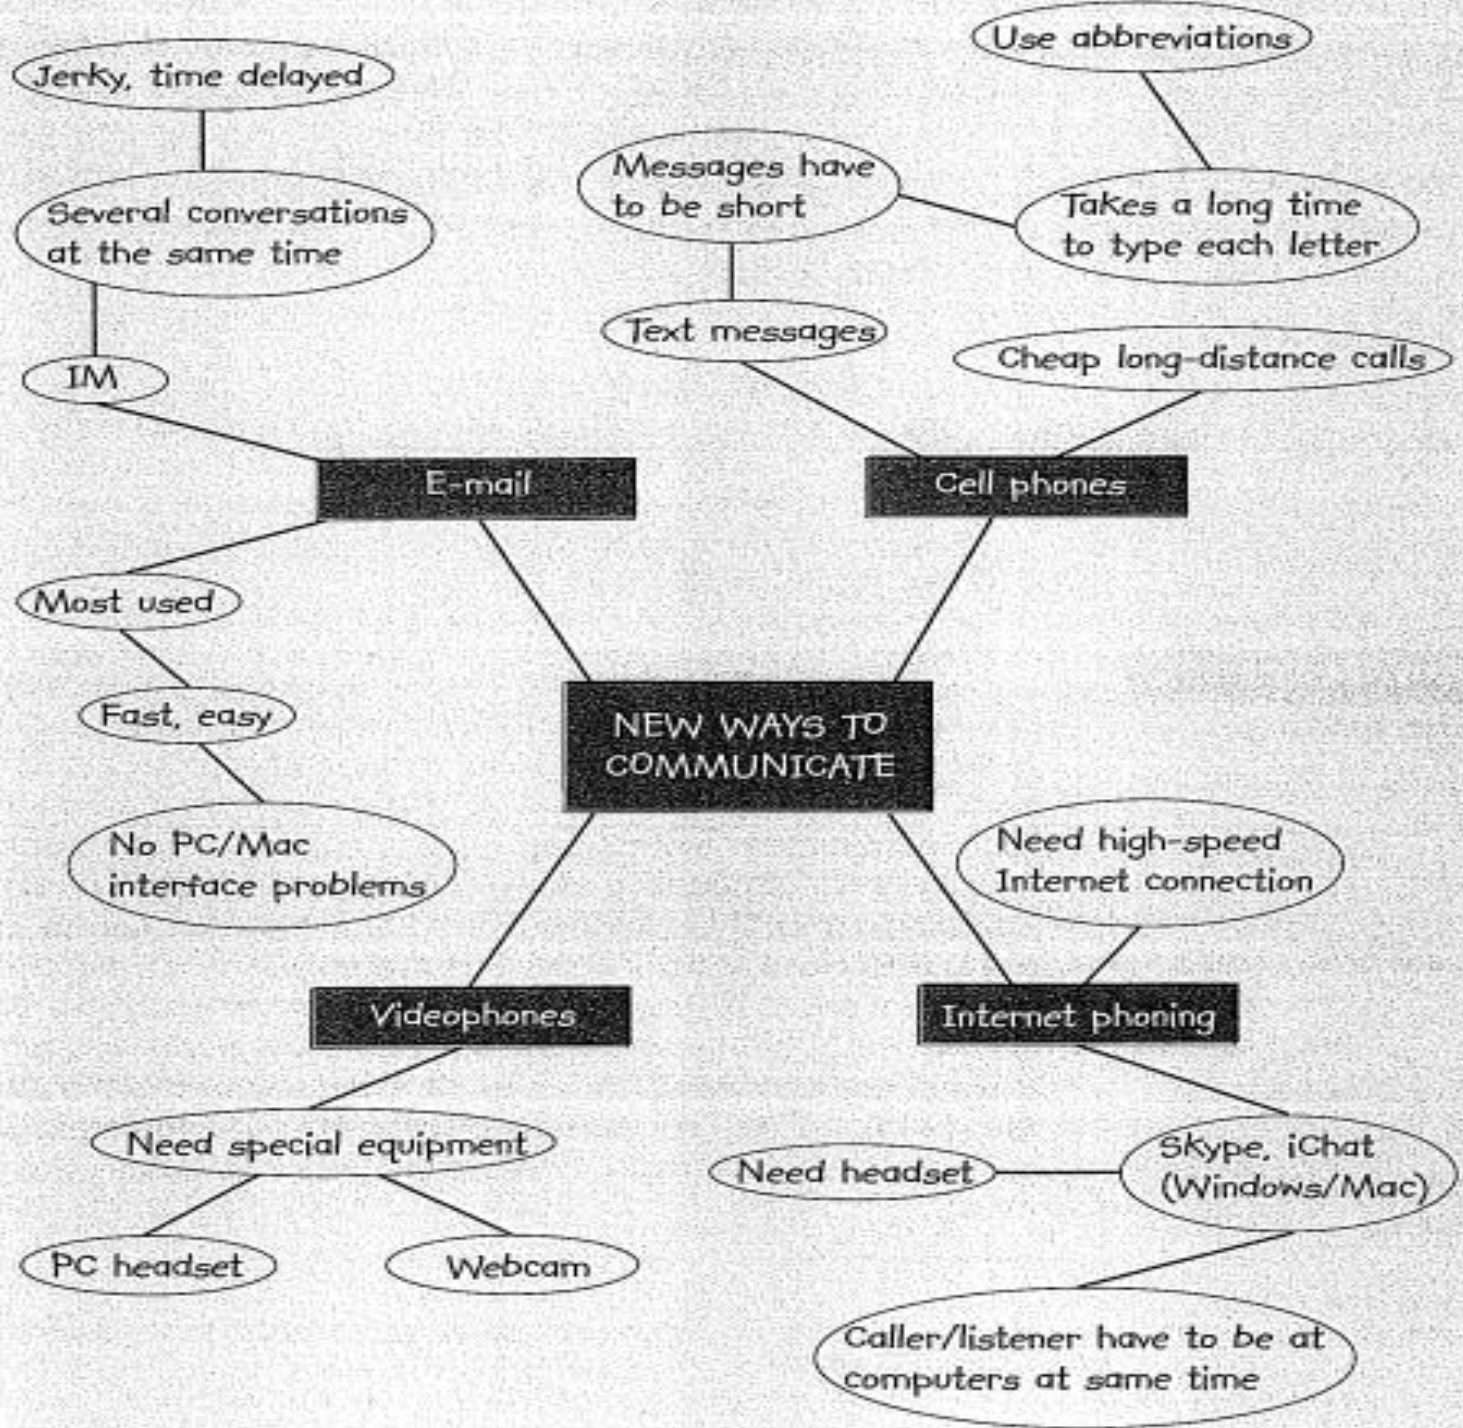 Use abbreviations
Jerky, time delayed
Messages have
to be short
Takes a long time
to type each letter
Several conversations
at the same time
Text messages
Cheap long-distance calls
IM
E-mail
Cell phones
Most used
Fast, easy
NEW WAYS TO
COMMUNICATE
No PC/Mac
interface problems
Need high-speed
Internet connection
Videophones
Internet phoning
Need special equipment
Need headset
Skype, iChat
(Windows/Mac)
PC headset
Webcam
Caller/listener have to be at
computers at same time